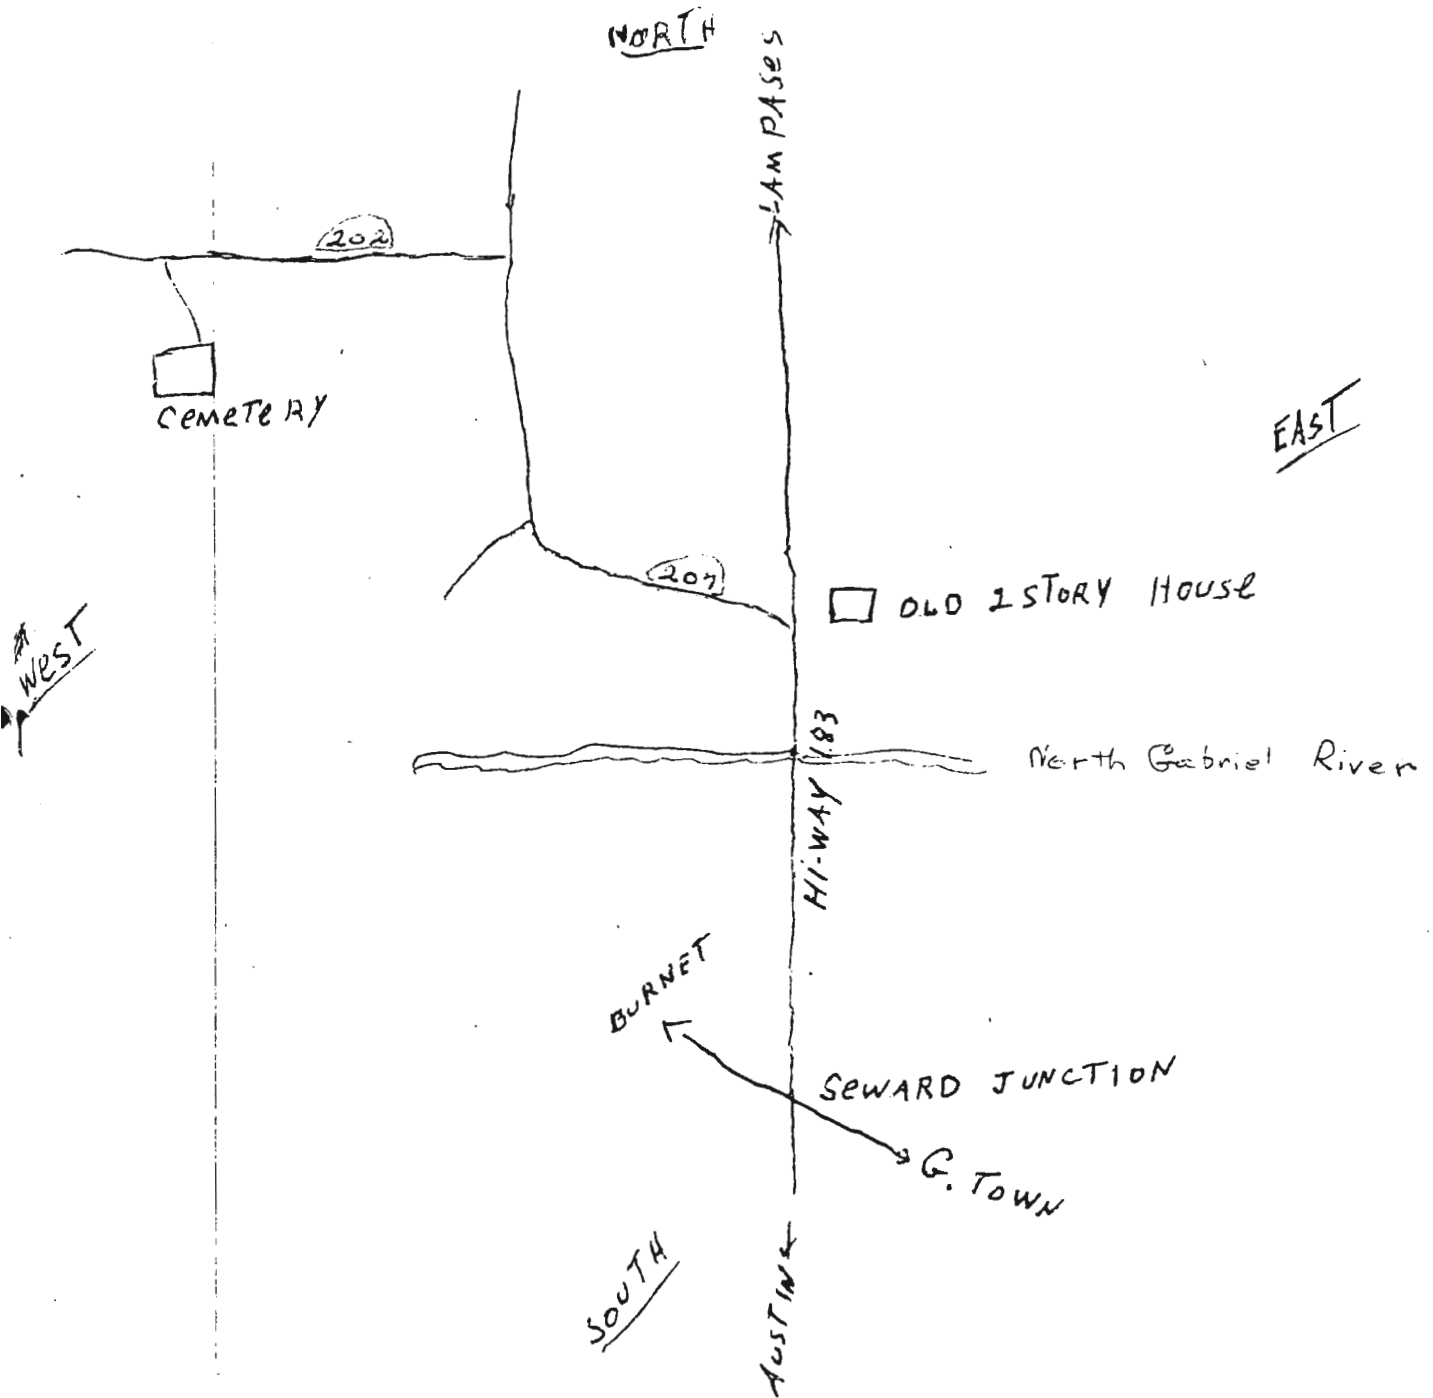 NORTH
LAMPASes
202
CeMeTeRY
EAST
207
OLD 2 STORY HOUSe
WeST
HI-WAY 183
North Gabriel River
BURNET
SeWARD JUNCTION
G. TOWN
SOUTH
AUSTIN